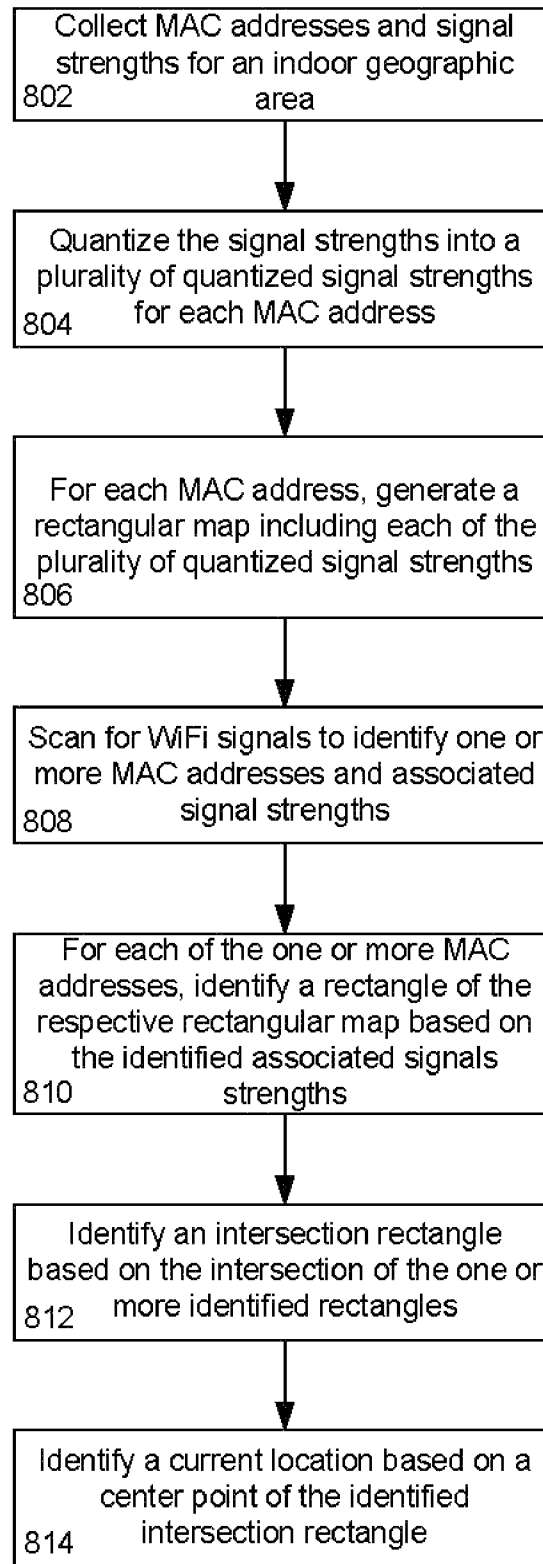 Collect MAC addresses and signal
strengths for an indoor geographic
area
802
Quantize the signal strengths into a
plurality of quantized signal strengths
for each MAC address
804
For each MAC address, generate a
rectangular map including each of the
plurality of quantized signal strengths
806
Scan for WiFi signals to identify one or
more MAC addresses and associated
signal strengths
808
For each of the one or more MAC
addresses, identify a rectangle of the
respective rectangular map based on
the identified associated signals
strengths
810
Identify an intersection rectangle
based on the intersection of the one or
more identified rectangles
812
Identify a current location based on a
center point of the identified
intersection rectangle
814